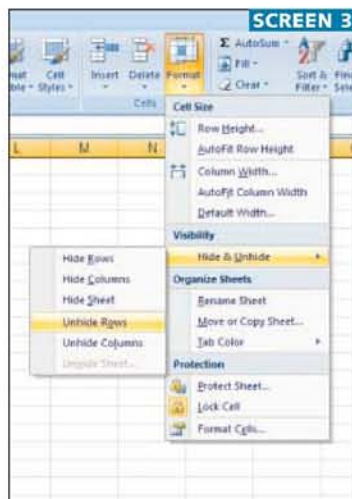 SCREEN 3
Σ AutoSum
Fill
Clear
Cell
Styles
Insert
Delete
Format
Sort &
Filter
Cells
Cell Size
Row Height...
AutoFit Row Height
Column Width...
AutoFit Column Width
Default Width...
Visibility
Hide & Unhide
Organize Sheets
Rename Sheet
Move or Copy Sheet...
Tab Color
Protection
Protect Sheet...
Lock Cell
Format Cells...
L
M
N
Hide Rows
Hide Columns
Hide Sheet
Unhide Rows
Unhide Columns
Unhide Sheet...